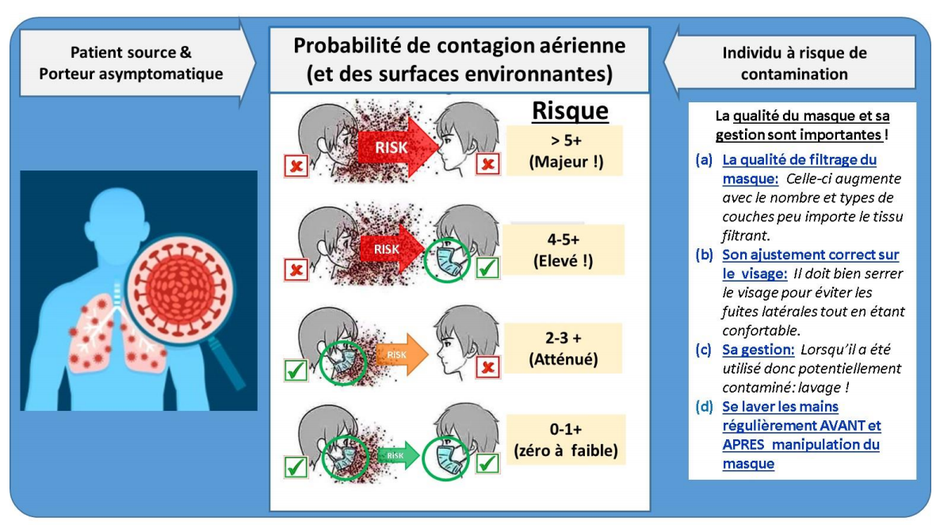 Patient source &
Porteur asymptomatique
Probabilité de contagion aérienne
(et des surfaces environnantes)
Individu à risque de
contamination
Risque
RISK
> 5+
(Majeur !)
RISK
4-5+
(Elevé !)
RISK
2-3 +
(Atténué)
RISK
0-1+
(zéro à faible)
La qualité du masque et sa
gestion sont importantes !
(a) La qualité de filtrage du
masque: Celle-ci augmente
avec le nombre et types de
couches peu importe le tissu
filtrant.
(b) Son ajustement correct sur
le visage: Il doit bien serrer
le visage pour éviter les
fuites latérales tout en étant
confortable.
(c) Sa gestion: Lorsqu'il a été
utilisé donc potentiellement
contaminé: lavage !
(d) Se laver les mains
régulièrement AVANT et
APRES manipulation du
masque